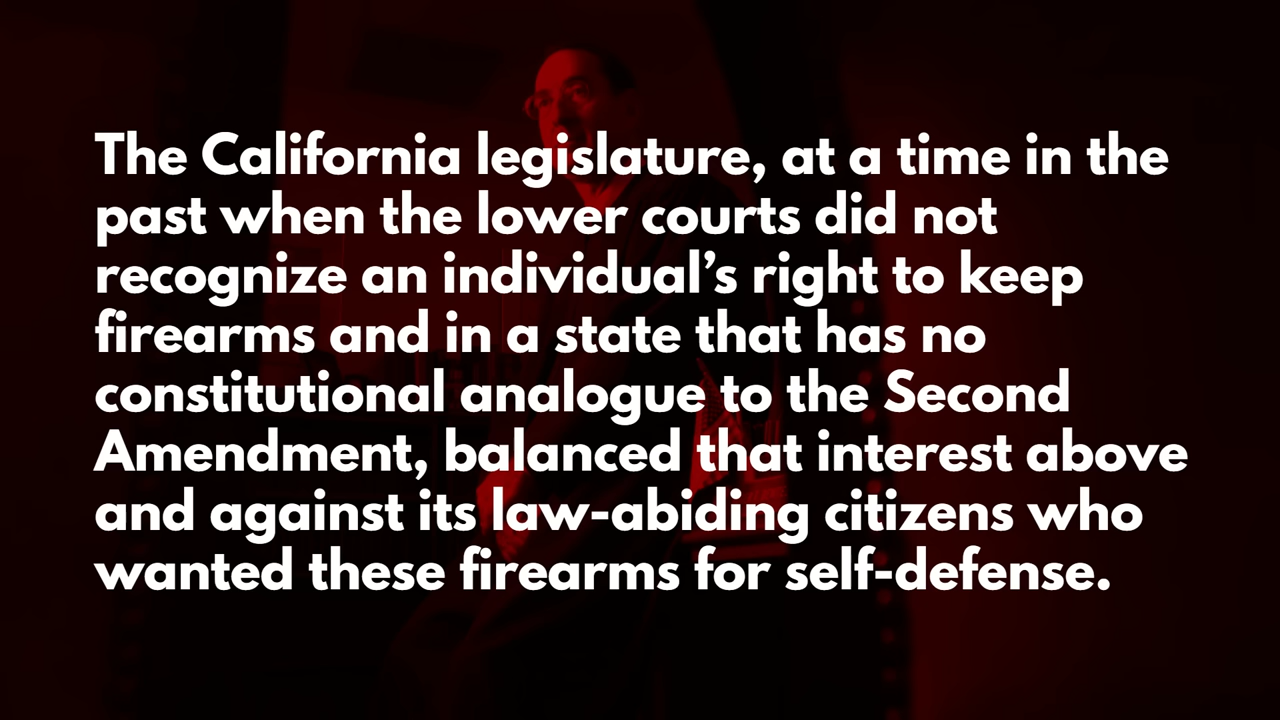 The California legislature, at a time in the
past when the lower courts did not
recognize an individual’s right to keep
firearms and in a state that has no
constitutional analogue to the Second
Amendment, balanced that interest above
and against its law-abiding citizens who
wanted these firearms for self-defense.